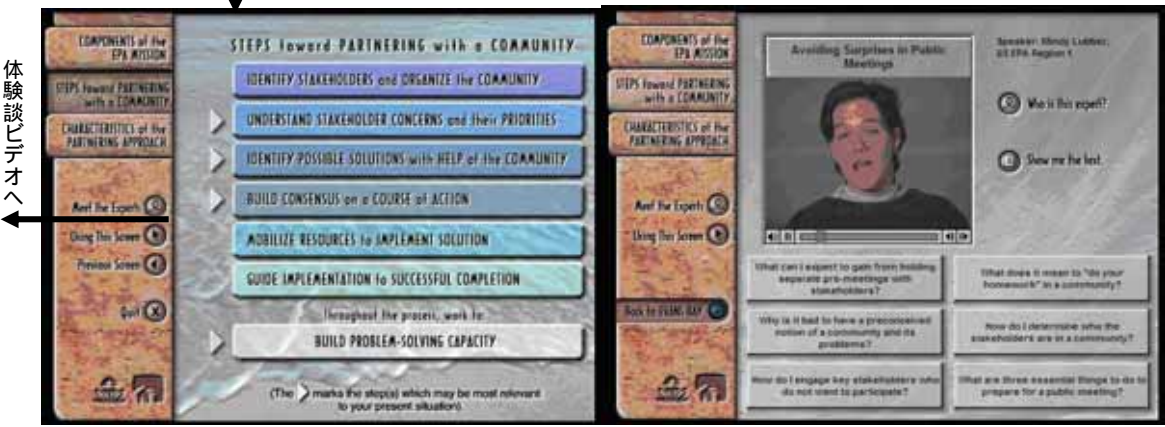 体験談ビデオへ
COMPONENTS of the
EPA MISSION
STEPS toward PARTNERING
with a COMMUNITY
CHARACTERISTICS of the
PARTNERING APPROACH
Meet the Experts
Using This Screen
Previous Screen
Quit
STEPS toward PARTNERING with a COMMUNITY
IDENTIFY STAKEHOLDERS and ORGANIZE the COMMUNITY
UNDERSTAND STAKEHOLDER CONCERNS and their PRIORITIES
IDENTIFY POSSIBLE SOLUTIONS with HELP of the COMMUNITY
BUILD CONSENSUS on a COURSE of ACTION
MOBILIZE RESOURCES to IMPLEMENT SOLUTION
GUIDE IMPLEMENTATION to SUCCESSFUL COMPLETION
Throughout the process, work to:
BUILD PROBLEM-SOLVING CAPACITY
(The marks the step(s) which may be most relevant
to your present situation)
COMPONENTS of the
EPA MISSION
STEPS toward PARTNERING
with a COMMUNITY
CHARACTERISTICS of the
PARTNERING APPROACH
Meet the Experts
Using This Screen
Back to EVANS BAY
Avoiding Surprises in Public
Meetings
Speaker: Mindy Lubber,
US EPA Region 1
Who is this expert?
Show me the text.
What can I expect to gain from holding
separate pre-meetings with
stakeholders?
What does it mean to "do your
homework" in a community?
Why is it bad to have a preconceived
notion of a community and its
problems?
How do I determine who the
stakeholders are in a community?
How do I engage key stakeholders who
do not want to participate?
What are three essential things to do to
prepare for a public meeting?